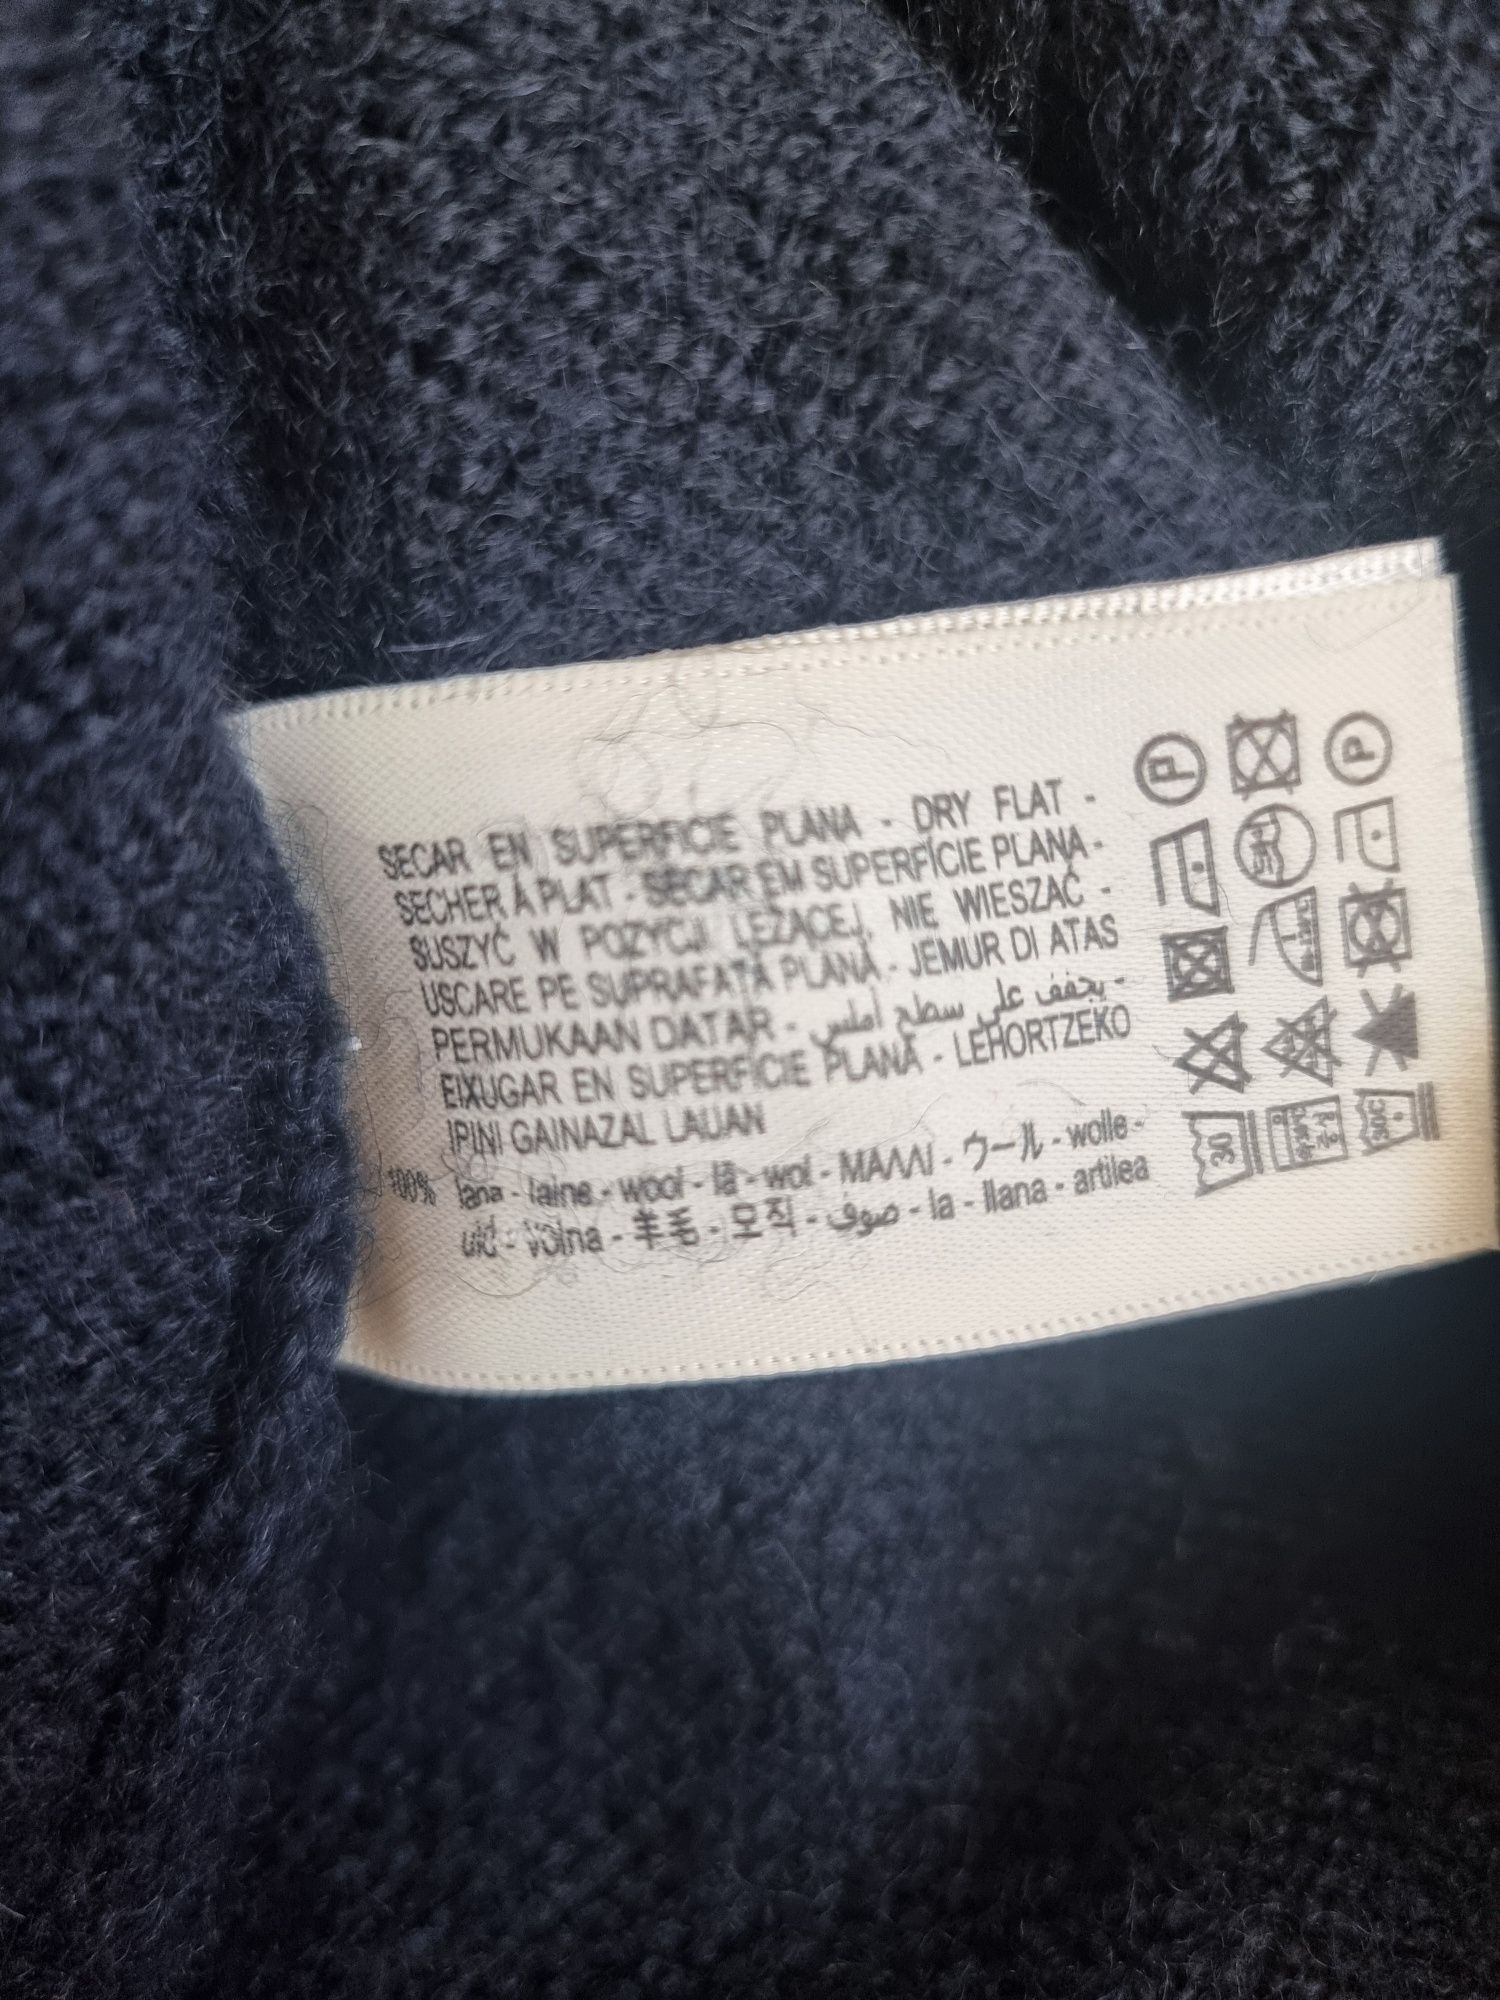 SECAR EN SUPERFICIE PLANA - DRY FLAT -
SECHER À PLAT - SECAR EM SUPERFÍCIE PLANA -
SUSZYĆ W POZYCJI LEŻĄCEJ, NIE WIESZAĆ -
USCARE PE SUPRAFAȚĂ PLANĂ - JEMUR DI ATAS
PERMUKAAN DATAR - يجفف على سطح أملس -
EIXUGAR EN SUPERFÍCIE PLANA - LEHORTZEKO
IPINI GAINAZAL LAUAN
100% lana - laine - wool - lã - wol - ΜΑΛΛΙ - ウール - wolle -
uld - volna - 羊毛 - 모직 - صوف - la - llana - artilea
P P
30
30C